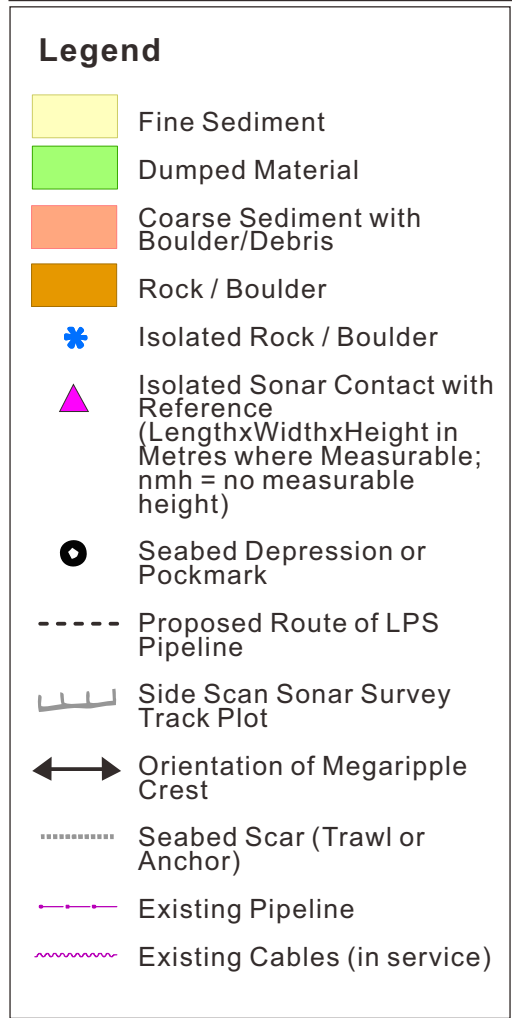 Legend
Fine Sediment
Dumped Material
Coarse Sediment with
Boulder/Debris
Rock / Boulder
Isolated Rock / Boulder
Isolated Sonar Contact with
Reference
(LengthxWidthxHeight in
Metres where Measurable;
nmh = no measurable
height)
Seabed Depression or
Pockmark
Proposed Route of LPS
Pipeline
Side Scan Sonar Survey
Track Plot
Orientation of Megaripple
Crest
Seabed Scar (Trawl or
Anchor)
Existing Pipeline
Existing Cables (in service)